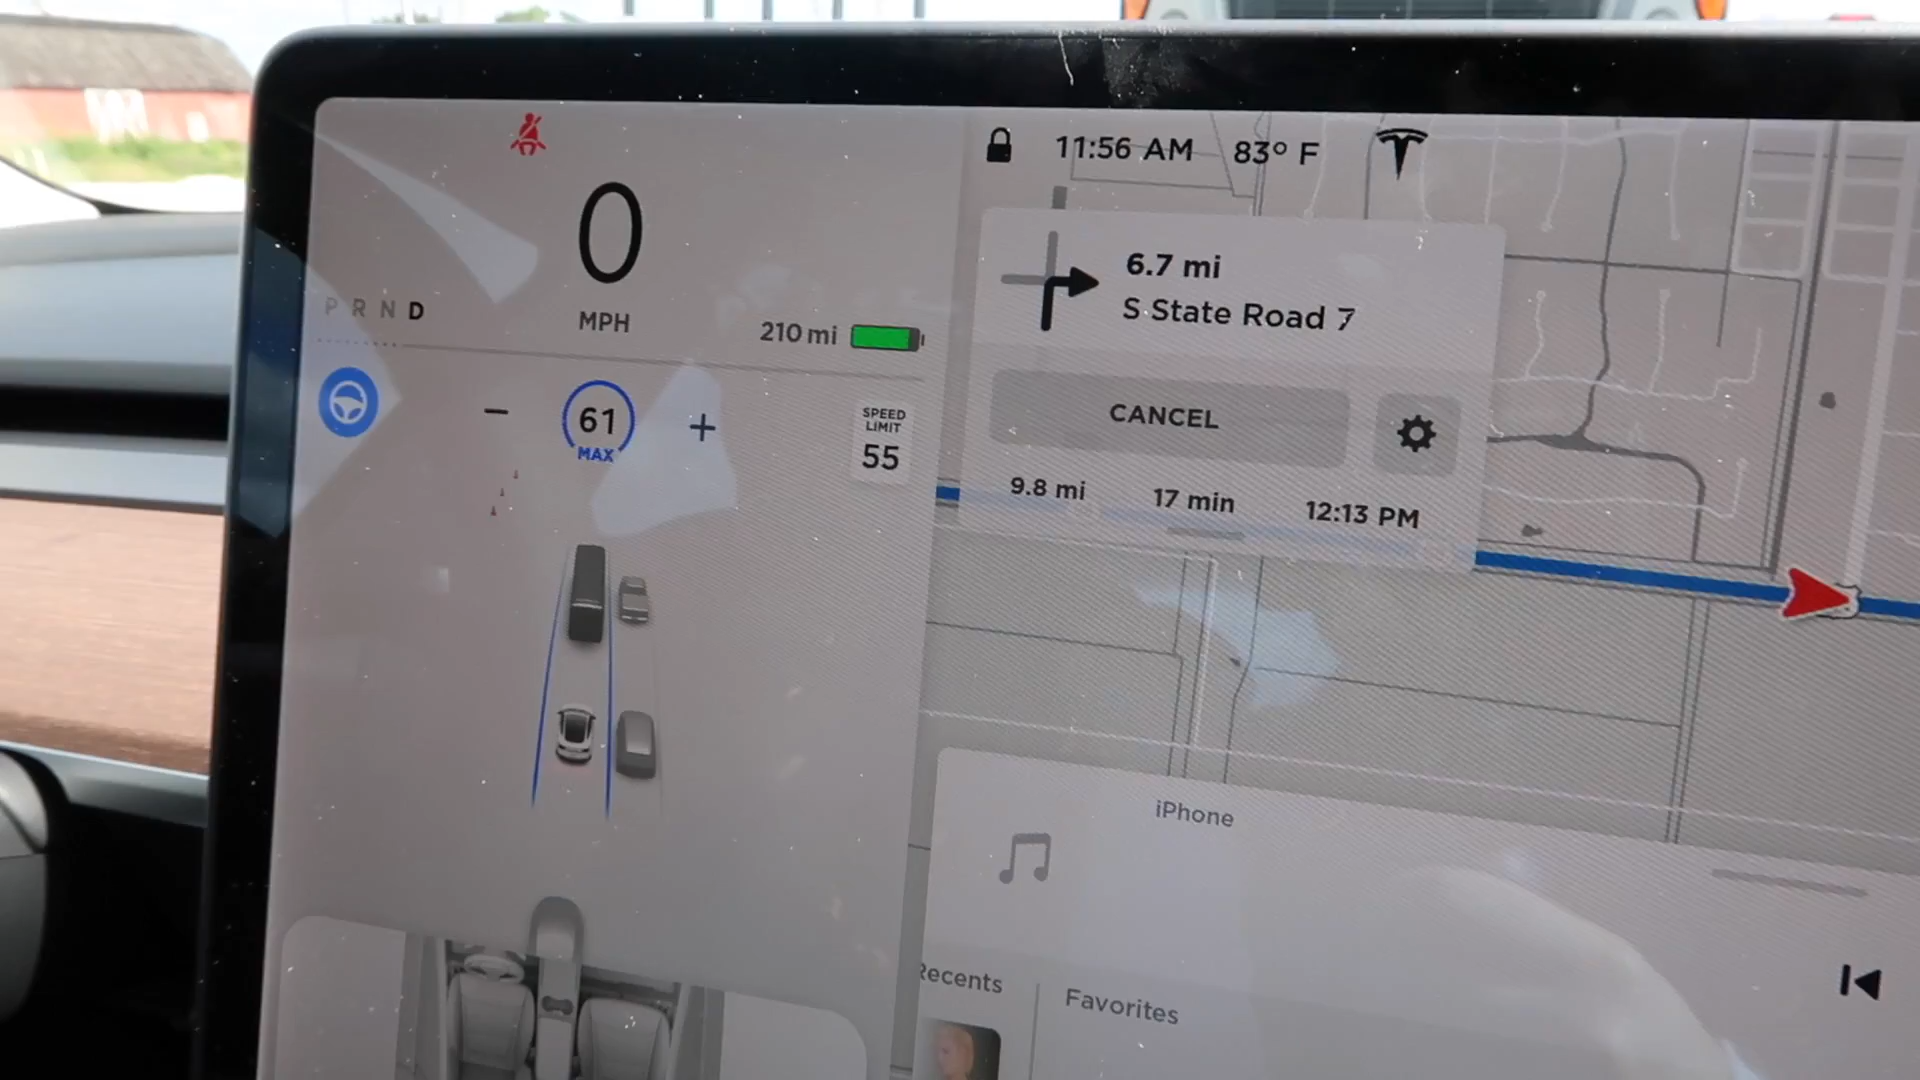 11:56 AM 83° F
0
MPH
P R N D
210 mi
61
MAX
SPEED
LIMIT
55
6.7 mi
S State Road 7
CANCEL
9.8 mi 17 min 12:13 PM
iPhone
Recents Favorites